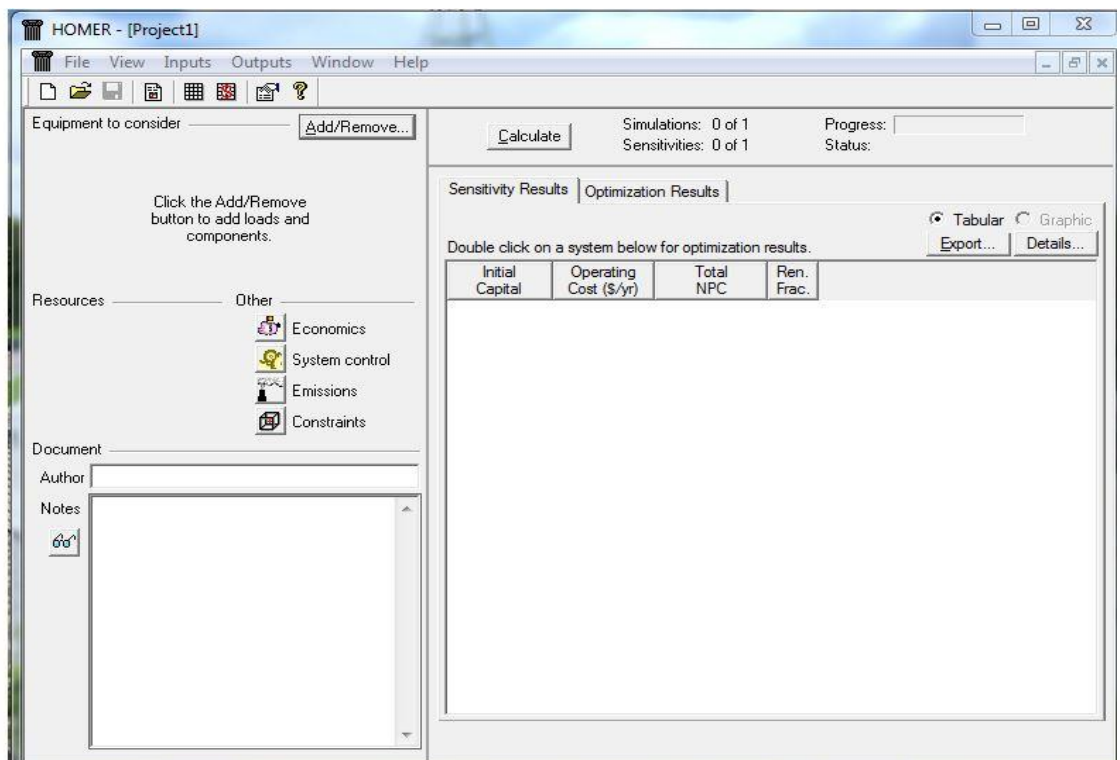 HOMER - [Project1]
File View Inputs Outputs Window Help
Equipment to consider
Add/Remove...
Click the Add/Remove
button to add loads and
components.
Resources
Other
Economics
System control
Emissions
Constraints
Document
Author
Notes
Calculate
Simulations: 0 of 1
Sensitivities: 0 of 1
Progress:
Status:
Sensitivity Results
Optimization Results
Tabular
Graphic
Double click on a system below for optimization results.
Export...
Details...
Initial
Capital
Operating
Cost ($/yr)
Total
NPC
Ren.
Frac.